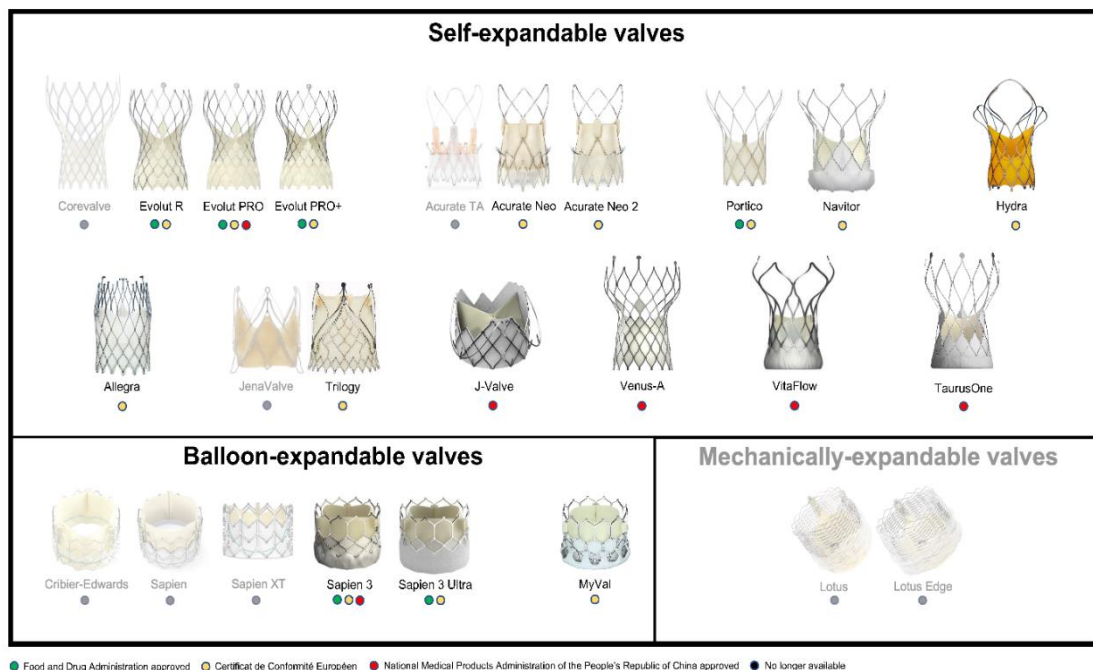 Self-expandable valves
Corevalve
Evolut R
Evolut PRO
Evolut PRO+
Acurate TA
Acurate Neo
Acurate Neo 2
Portico
Navitor
Hydra
Allegra
JenaValve
Trilogy
J-Valve
Venus-A
VitaFlow
TaurusOne
Balloon-expandable valves
Cribier-Edwards
Sapien
Sapien XT
Sapien 3
Sapien 3 Ultra
MyVal
Mechanically-expandable valves
Lotus
Lotus Edge
Food and Drug Administration approved
Certificat de Conformité Européen
National Medical Products Administration of the People's Republic of China approved
No longer available